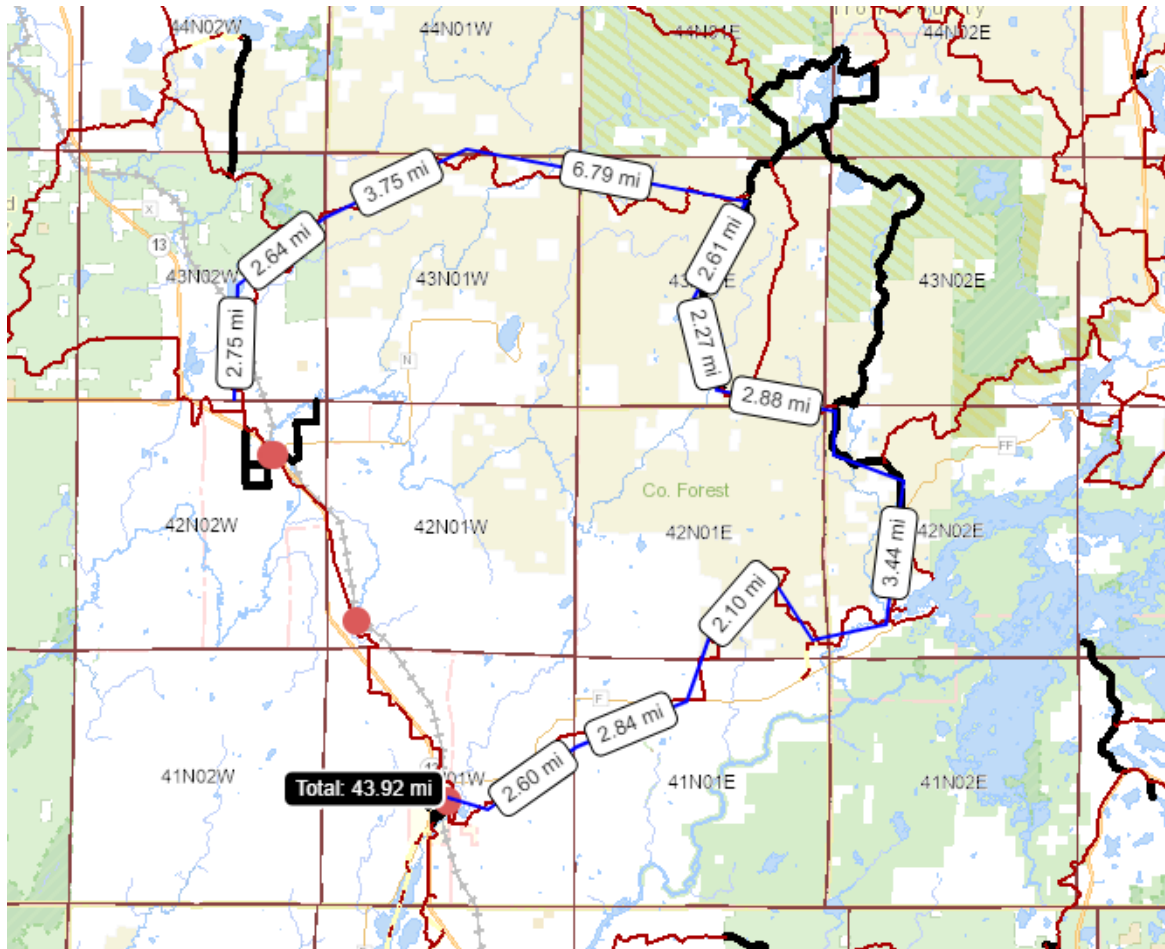 44N02W
44N01W
44N01E
44N02E
X
13
43N02W
2.64 mi
3.75 mi
6.79 mi
2.61 mi
43N01W
43N02E
2.75 mi
N
2.27 mi
2.88 mi
FF
Co. Forest
42N02W
42N01W
42N01E
42N02E
3.44 mi
2.10 mi
F
2.84 mi
41N02W
Total: 43.92 mi
2.60 mi
41N01E
41N02E